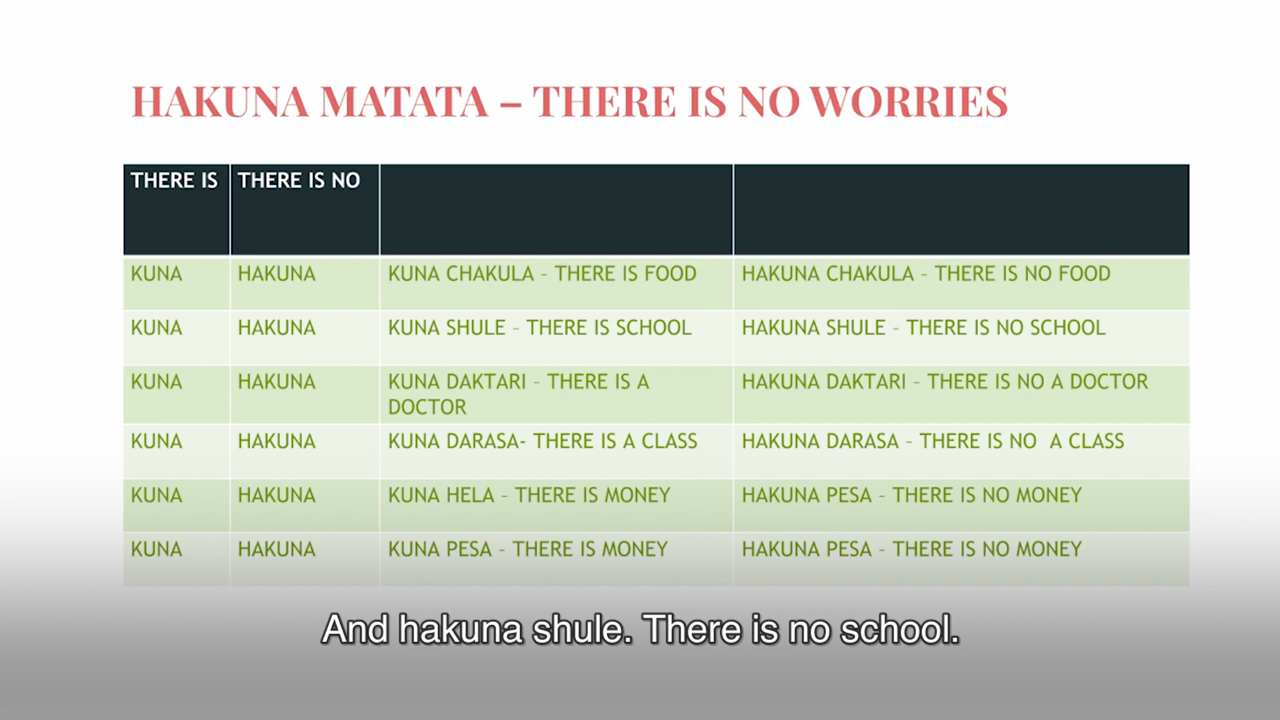 HAKUNA MATATA – THERE IS NO WORRIES
THERE IS THERE IS NO
KUNA HAKUNA KUNA CHAKULA – THERE IS FOOD HAKUNA CHAKULA – THERE IS NO FOOD
KUNA HAKUNA KUNA SHULE – THERE IS SCHOOL HAKUNA SHULE – THERE IS NO SCHOOL
KUNA HAKUNA KUNA DAKTARI – THERE IS A HAKUNA DAKTARI – THERE IS NO A DOCTOR
DOCTOR
KUNA HAKUNA KUNA DARASA- THERE IS A CLASS HAKUNA DARASA – THERE IS NO A CLASS
KUNA HAKUNA KUNA HELA – THERE IS MONEY HAKUNA PESA – THERE IS NO MONEY
KUNA HAKUNA KUNA PESA – THERE IS MONEY HAKUNA PESA – THERE IS NO MONEY
And hakuna shule. There is no school.